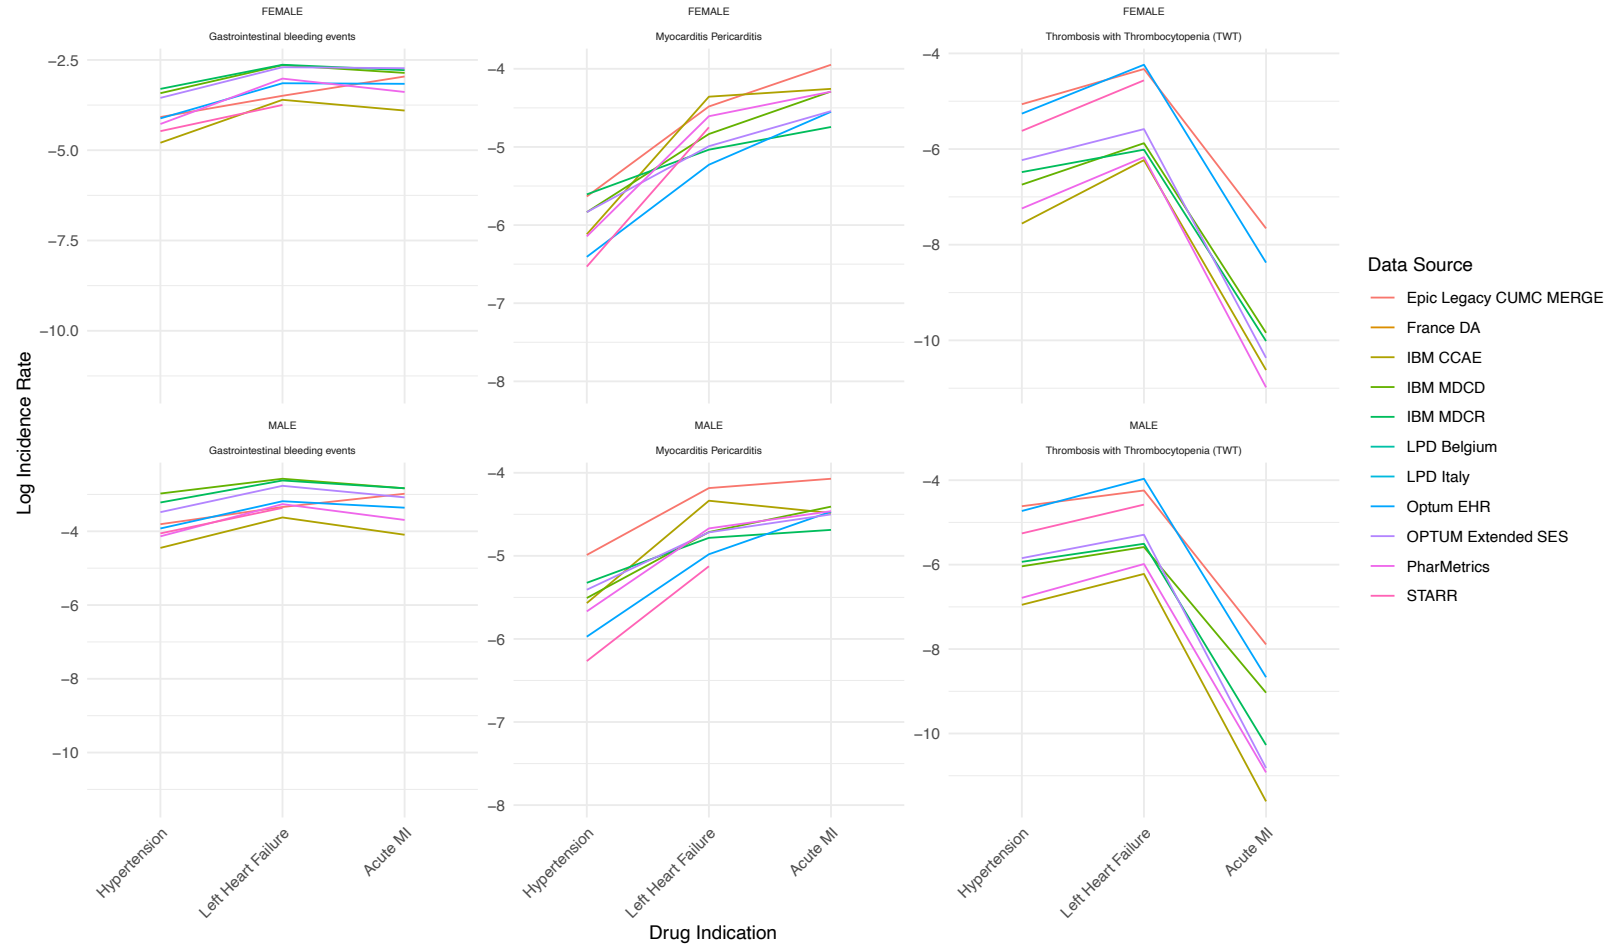 FEMALE
Gastrointestinal bleeding events
−2.5
−5.0
−7.5
−10.0
FEMALE
Myocarditis Pericarditis
−4
−5
−6
−7
−8
FEMALE
Thrombosis with Thrombocytopenia (TWT)
−4
−6
−8
−10
MALE
Gastrointestinal bleeding events
−4
−6
−8
−10
MALE
Myocarditis Pericarditis
−4
−5
−6
−7
−8
MALE
Thrombosis with Thrombocytopenia (TWT)
−4
−6
−8
−10
Log Incidence Rate
Hypertension
Left Heart Failure
Acute MI
Hypertension
Left Heart Failure
Acute MI
Hypertension
Left Heart Failure
Acute MI
Drug Indication
Data Source
Epic Legacy CUMC MERGE
France DA
IBM CCAE
IBM MDCD
IBM MDCR
LPD Belgium
LPD Italy
Optum EHR
OPTUM Extended SES
PharMetrics
STARR